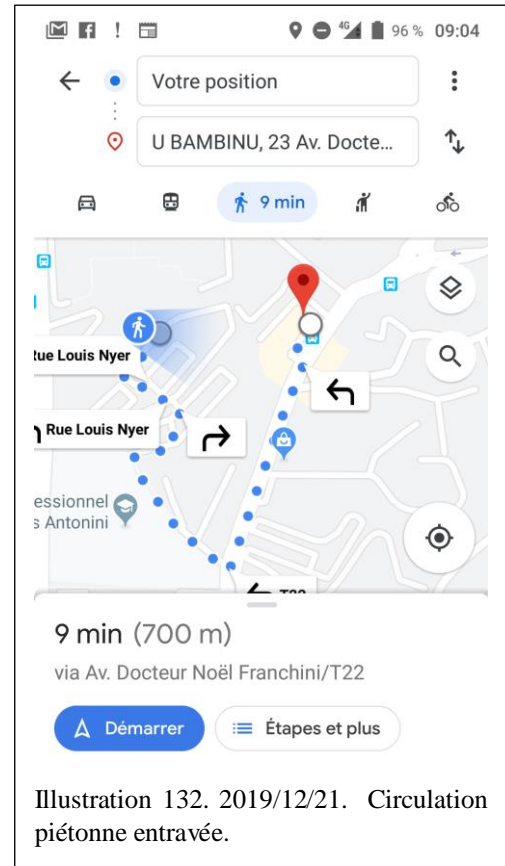 96 % 09:04
Votre position
U BAMBINU, 23 Av. Docte...
9 min
Rue Louis Nyer
Rue Louis Nyer
essionnel
s Antonini
T22
9 min (700 m)
via Av. Docteur Noël Franchini/T22
Démarrer
Étapes et plus
Illustration 132. 2019/12/21. Circulation
piétonne entravée.